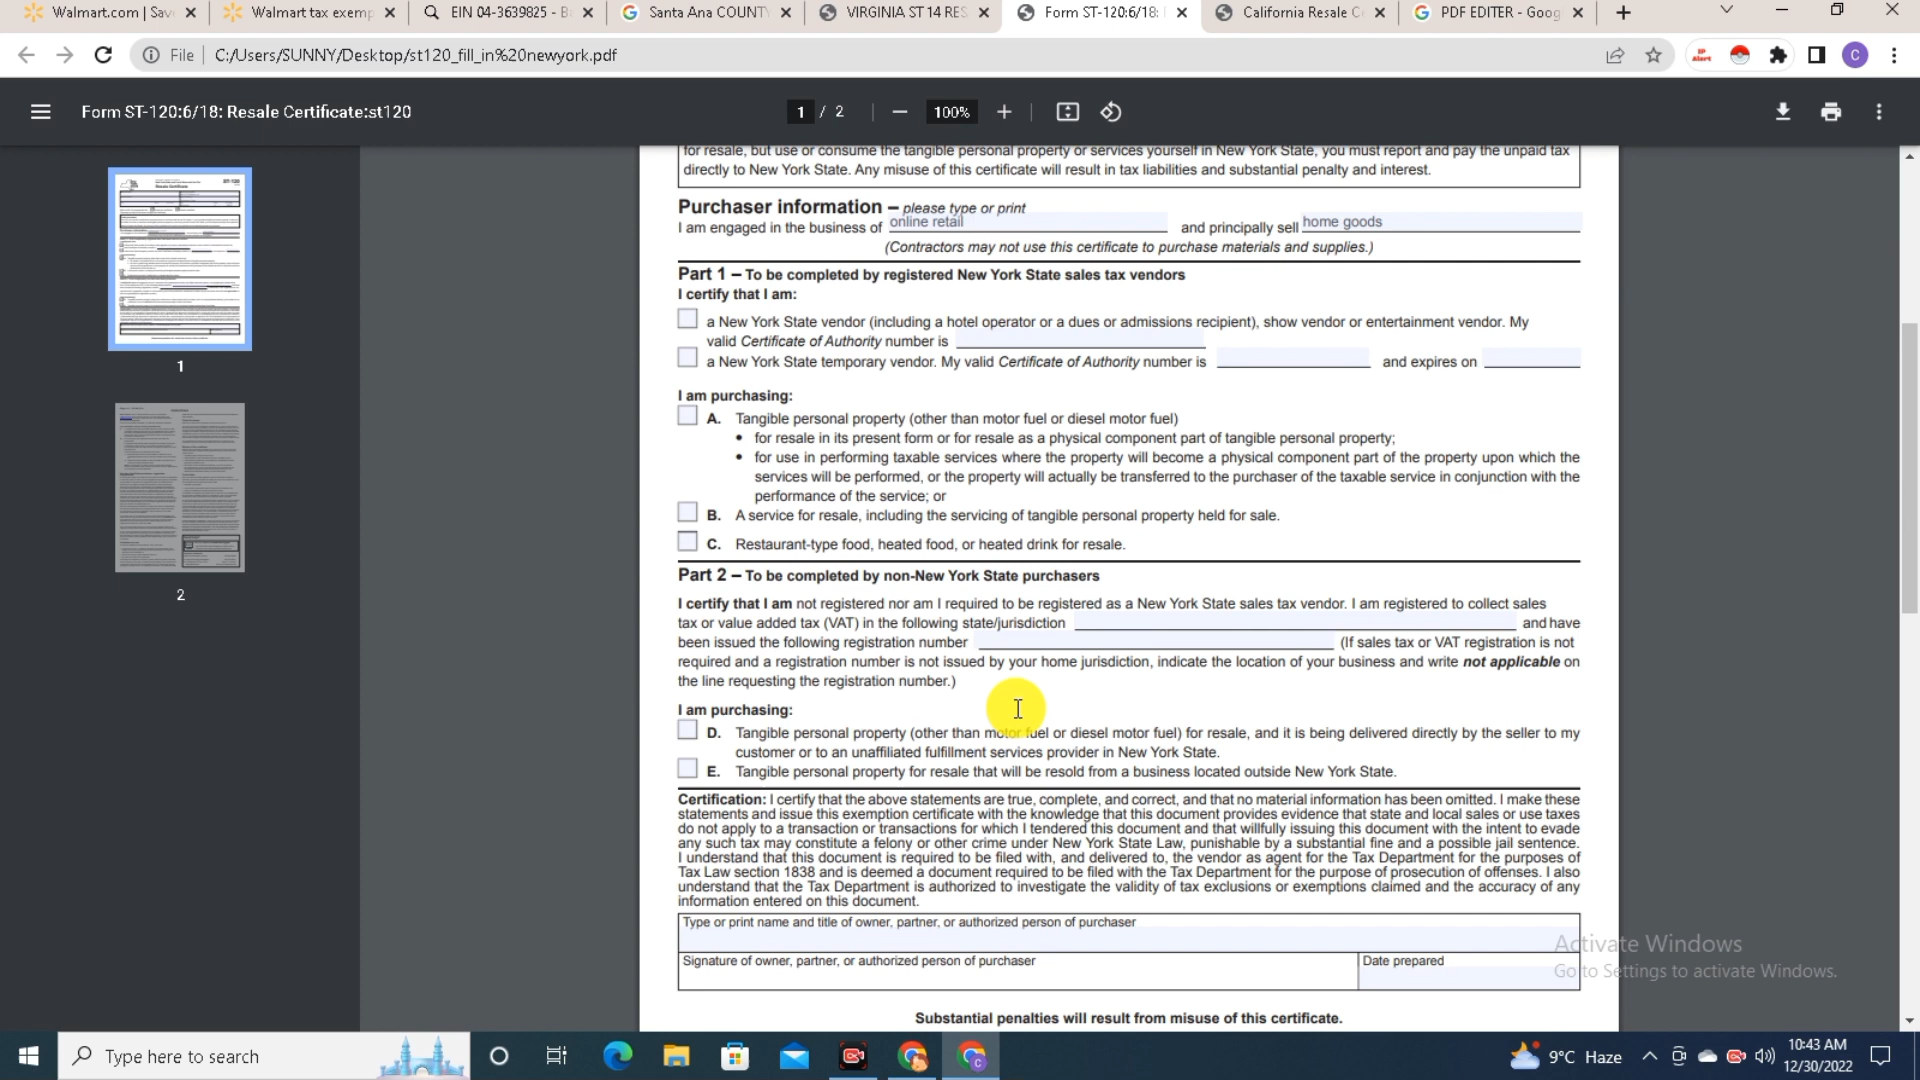 Walmart.com | Sav
Walmart tax exemp
EIN 04-3639825 - B
Santa Ana COUNT
VIRGINIA ST 14 RES
Form ST-120:6/18:
California Resale C
PDF EDITER - Goog
File
C:/Users/SUNNY/Desktop/st120_fill_in%20newyork.pdf
IP
Alert
C
Form ST-120:6/18: Resale Certificate:st120
1 / 2
100%
1
2
for resale, but use or consume the tangible personal property or services yourself in New York State, you must report and pay the unpaid tax
directly to New York State. Any misuse of this certificate will result in tax liabilities and substantial penalty and interest.
Purchaser information – please type or print
I am engaged in the business of online retail and principally sell home goods
(Contractors may not use this certificate to purchase materials and supplies.)
Part 1 – To be completed by registered New York State sales tax vendors
I certify that I am:
a New York State vendor (including a hotel operator or a dues or admissions recipient), show vendor or entertainment vendor. My
valid Certificate of Authority number is
a New York State temporary vendor. My valid Certificate of Authority number is and expires on
I am purchasing:
A. Tangible personal property (other than motor fuel or diesel motor fuel)
• for resale in its present form or for resale as a physical component part of tangible personal property;
• for use in performing taxable services where the property will become a physical component part of the property upon which the
services will be performed, or the property will actually be transferred to the purchaser of the taxable service in conjunction with the
performance of the service; or
B. A service for resale, including the servicing of tangible personal property held for sale.
C. Restaurant-type food, heated food, or heated drink for resale.
Part 2 – To be completed by non-New York State purchasers
I certify that I am not registered nor am I required to be registered as a New York State sales tax vendor. I am registered to collect sales
tax or value added tax (VAT) in the following state/jurisdiction and have
been issued the following registration number (If sales tax or VAT registration is not
required and a registration number is not issued by your home jurisdiction, indicate the location of your business and write not applicable on
the line requesting the registration number.)
I am purchasing:
D. Tangible personal property (other than motor fuel or diesel motor fuel) for resale, and it is being delivered directly by the seller to my
customer or to an unaffiliated fulfillment services provider in New York State.
E. Tangible personal property for resale that will be resold from a business located outside New York State.
Certification: I certify that the above statements are true, complete, and correct, and that no material information has been omitted. I make these
statements and issue this exemption certificate with the knowledge that this document provides evidence that state and local sales or use taxes
do not apply to a transaction or transactions for which I tendered this document and that willfully issuing this document with the intent to evade
any such tax may constitute a felony or other crime under New York State Law, punishable by a substantial fine and a possible jail sentence.
I understand that this document is required to be filed with, and delivered to, the vendor as agent for the Tax Department for the purposes of
Tax Law section 1838 and is deemed a document required to be filed with the Tax Department for the purpose of prosecution of offenses. I also
understand that the Tax Department is authorized to investigate the validity of tax exclusions or exemptions claimed and the accuracy of any
information entered on this document.
Type or print name and title of owner, partner, or authorized person of purchaser
Signature of owner, partner, or authorized person of purchaser
Date prepared
Substantial penalties will result from misuse of this certificate.
Activate Windows
Go to Settings to activate Windows.
Type here to search
9°C Haze
10:43 AM
12/30/2022